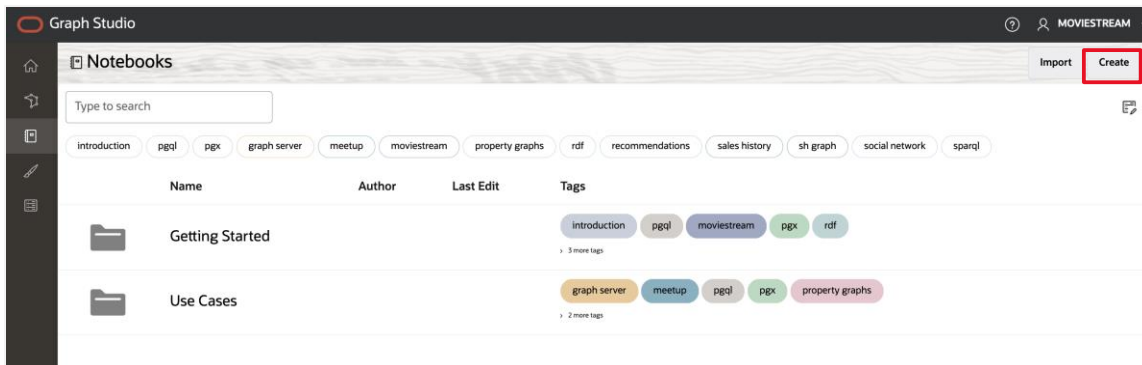 Graph Studio
MOVIESTREAM
Notebooks
Import
Create
Type to search
introduction pgql pgx graph server meetup moviestream property graphs rdf recommendations sales history sh graph social network sparql
Name Author Last Edit Tags
Getting Started
introduction pgql moviestream pgx rdf
3 more tags
Use Cases
graph server meetup pgql pgx property graphs
2 more tags